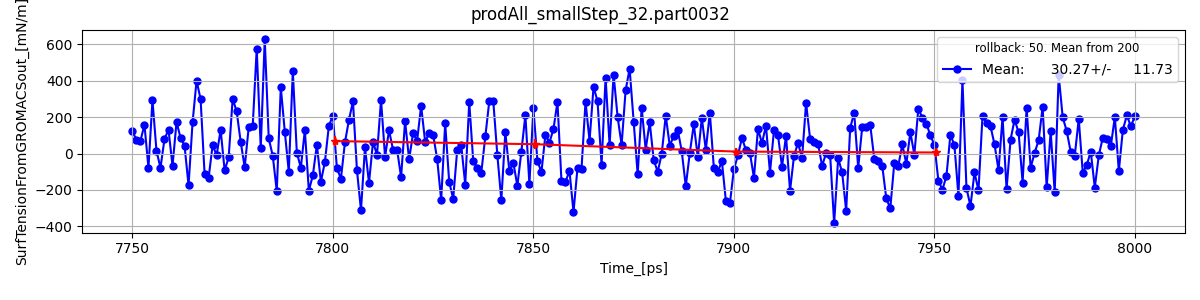 prodAll_smallStep_32.part0032
SurfTensionFromGROMACSout_[mN/m]
600
400
200
0
−200
−400
rollback: 50. Mean from 200
Mean: 30.27+/- 11.73
7750
7800
7850
7900
7950
8000
Time_[ps]